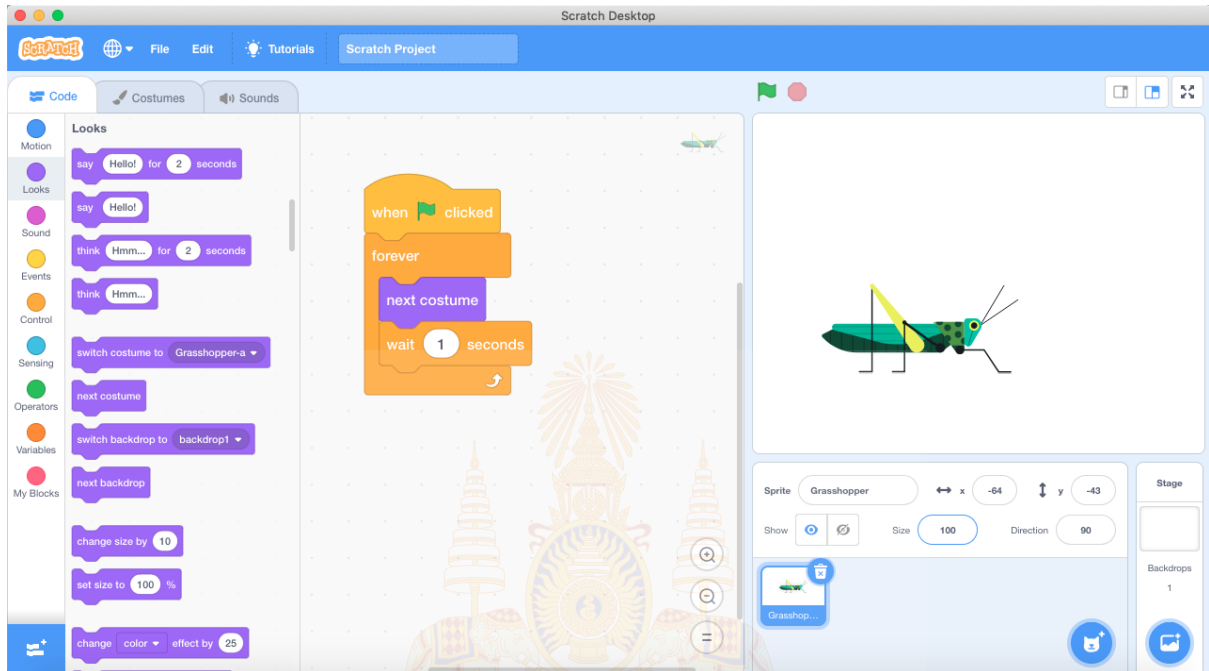 Scratch Desktop
SCRATCH File Edit Tutorials Scratch Project
Code Costumes Sounds
Motion
Looks
Sound
Events
Control
Sensing
Operators
Variables
My Blocks
Looks
say Hello! for 2 seconds
say Hello!
think Hmm... for 2 seconds
think Hmm...
switch costume to Grasshopper-a
next costume
switch backdrop to backdrop1
next backdrop
change size by 10
set size to 100 %
change color effect by 25
when clicked
forever
next costume
wait 1 seconds
Sprite Grasshopper x -64 y -43
Show Size 100 Direction 90
Grasshop...
Stage
Backdrops
1